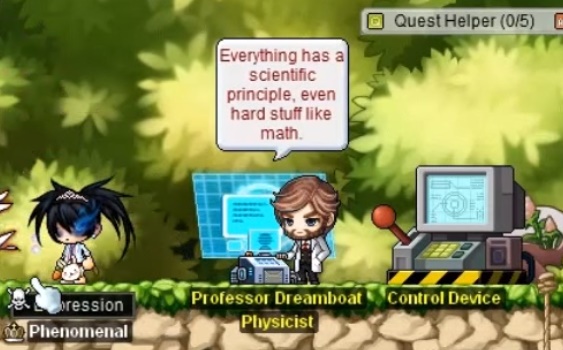 Quest Helper (0/5)
Everything has a
scientific
principle, even
hard stuff like
math.
Professor Dreamboat
Physicist
Control Device
Phenomenal